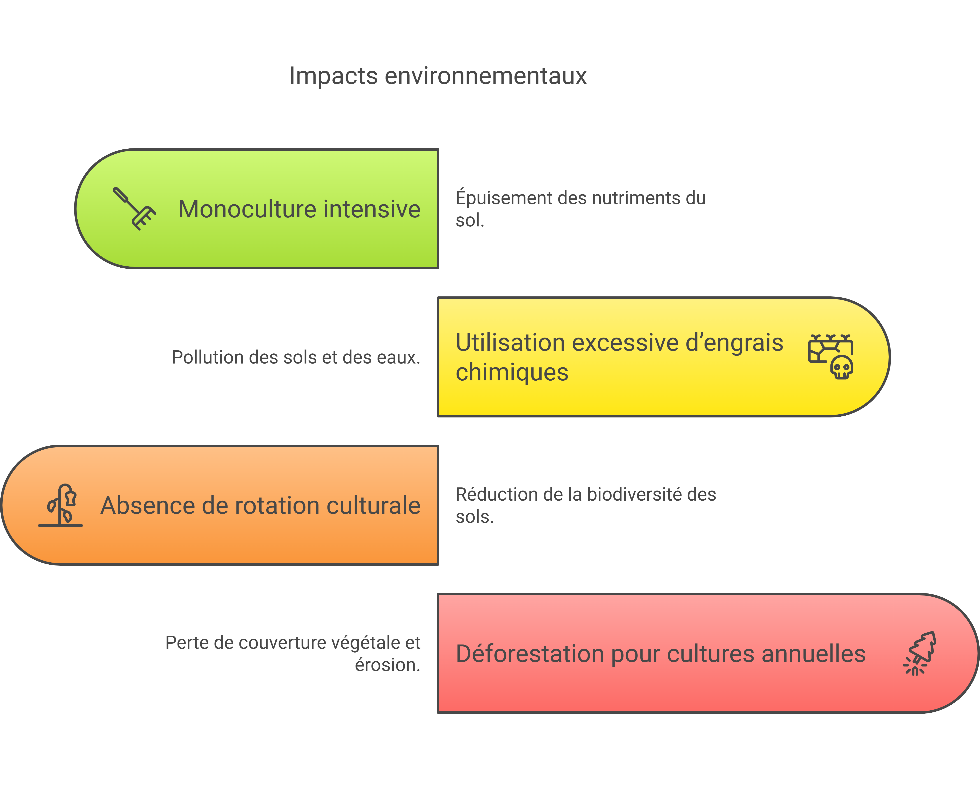 Impacts environnementaux
Monoculture intensive
Épuisement des nutriments du
sol.
Pollution des sols et des eaux.
Utilisation excessive d’engrais
chimiques
Absence de rotation culturale
Réduction de la biodiversité des
sols.
Perte de couverture végétale et
érosion.
Déforestation pour cultures annuelles